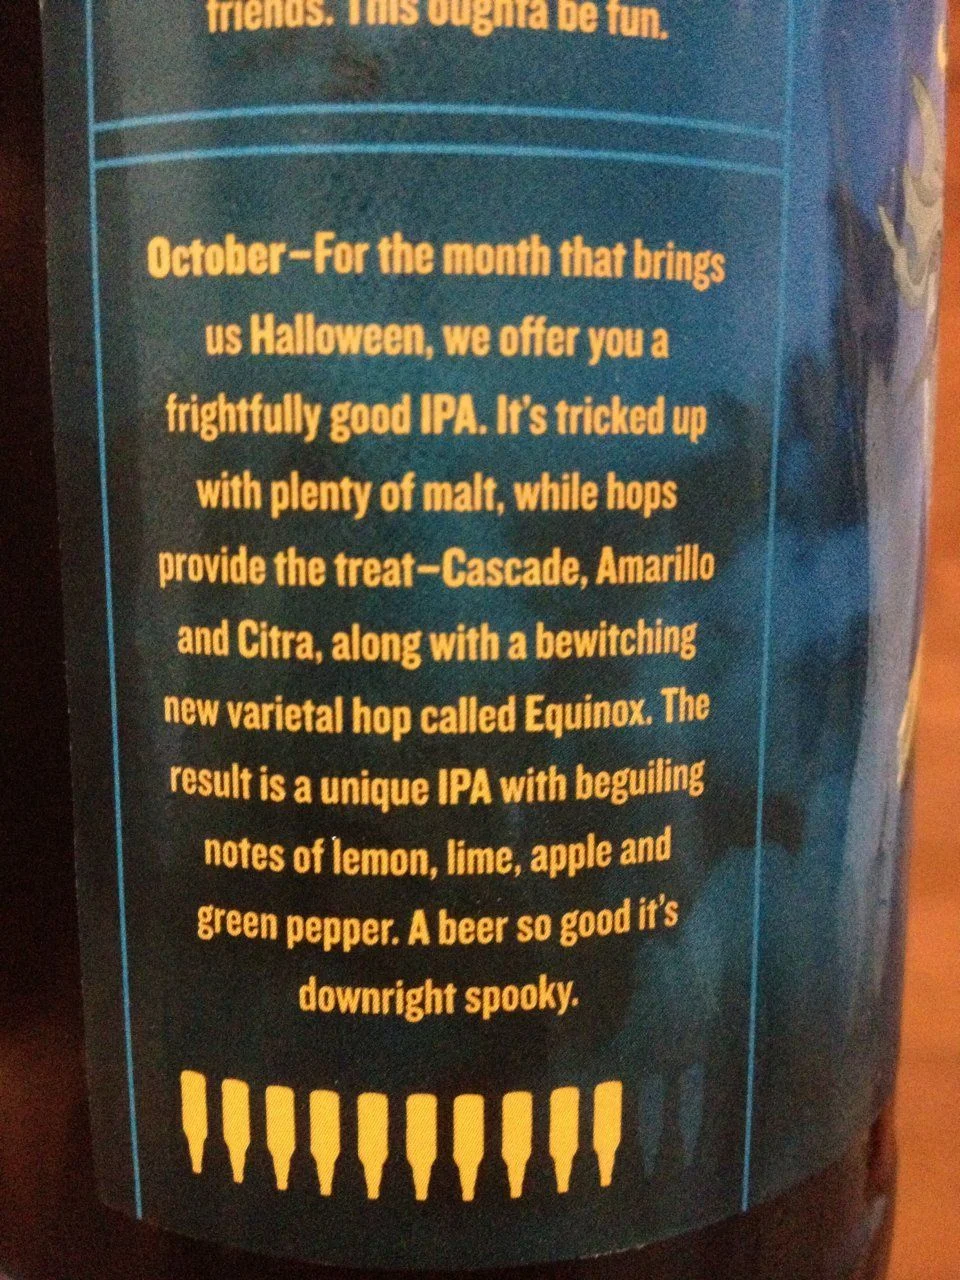 friends. This oughta be fun.
October–For the month that brings
us Halloween, we offer you a
frightfully good IPA. It's tricked up
with plenty of malt, while hops
provide the treat–Cascade, Amarillo
and Citra, along with a bewitching
new varietal hop called Equinox. The
result is a unique IPA with beguiling
notes of lemon, lime, apple and
green pepper. A beer so good it's
downright spooky.